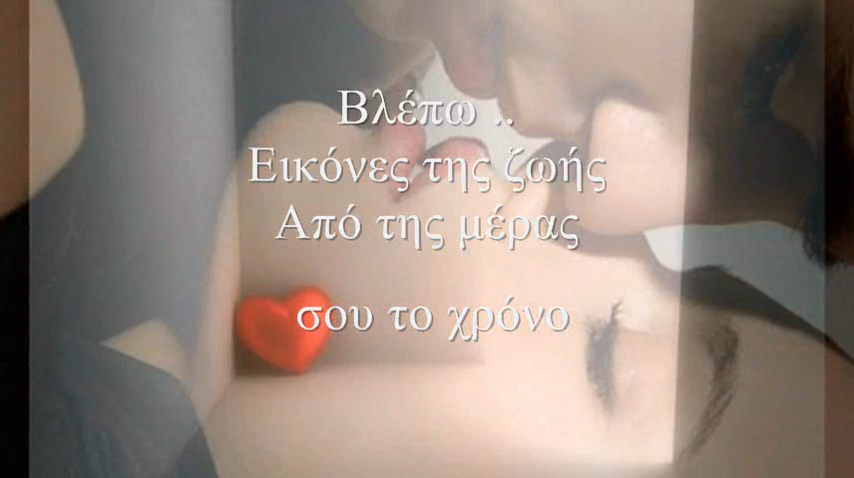 Βλέπω ..
Εικόνες της ζωής
Από της μέρας
σου το χρόνο